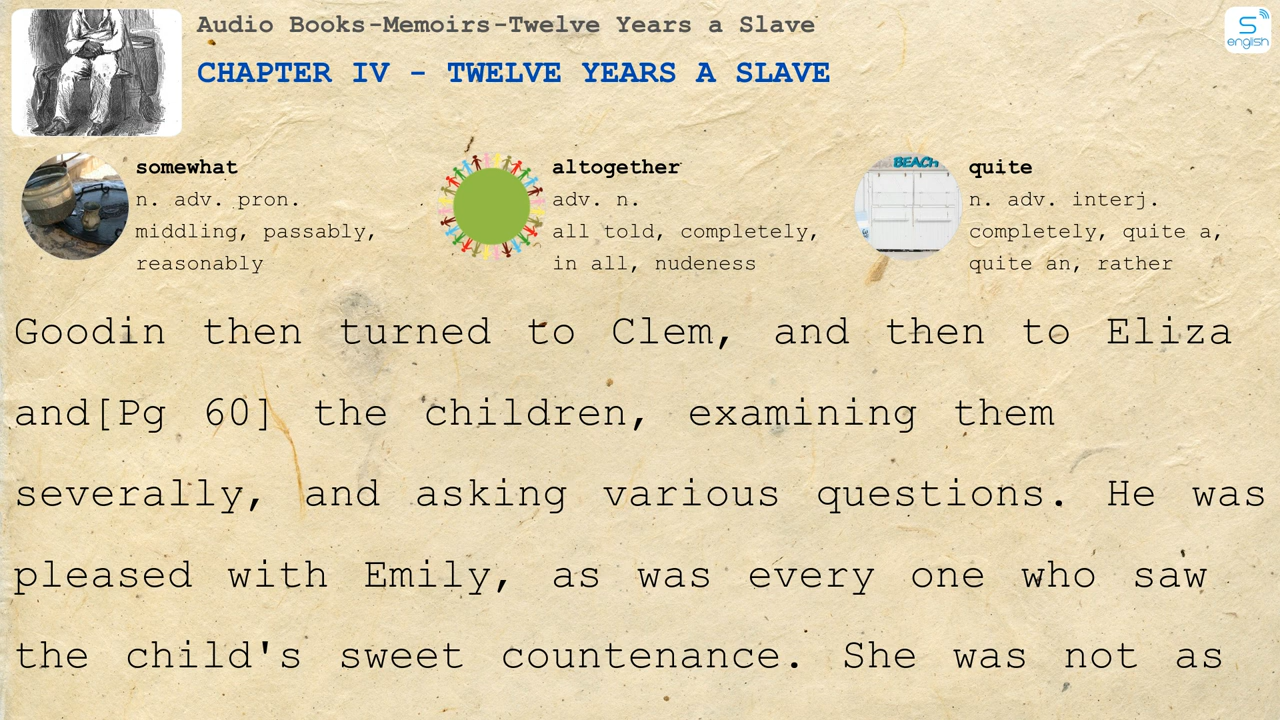 Audio Books-Memoirs-Twelve Years a Slave
CHAPTER IV - TWELVE YEARS A SLAVE
S
english
somewhat
n. adv. pron.
middling, passably,
reasonably
altogether
adv. n.
all told, completely,
in all, nudeness
BEACH
quite
n. adv. interj.
completely, quite a,
quite an, rather
Goodin then turned to Clem, and then to Eliza
and[Pg 60] the children, examining them
severally, and asking various questions. He was
pleased with Emily, as was every one who saw
the child's sweet countenance. She was not as